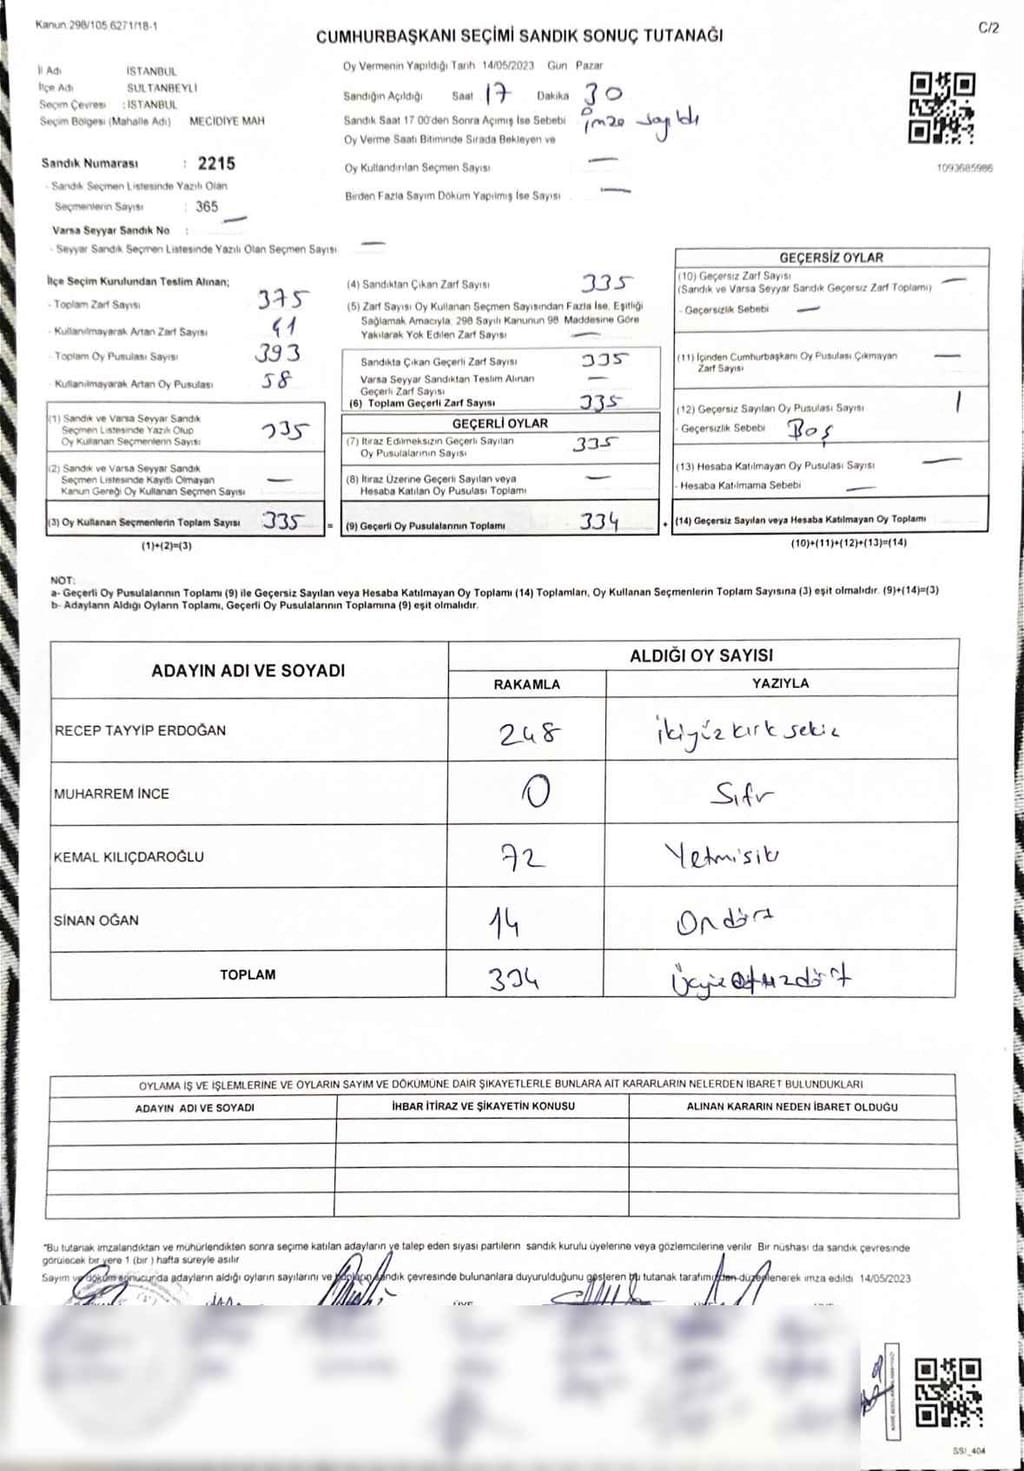 Kanun:298/105 6271/18-1
C/2
CUMHURBAŞKANI SEÇİMİ SANDIK SONUÇ TUTANAĞI
İl Adı İSTANBUL
İlçe Adı SULTANBEYLİ
Seçim Çevresi : İSTANBUL
Seçim Bölgesi (Mahalle Adı) MECİDİYE MAH
Sandık Numarası : 2215
- Sandık Seçmen Listesinde Yazılı Olan
Seçmenlerin Sayısı : 365
Varsa Seyyar Sandık No : —
- Seyyar Sandık Seçmen Listesinde Yazılı Olan Seçmen Sayısı —
Oy Vermenin Yapıldığı Tarih 14/05/2023 Gün Pazar
Sandığın Açıldığı Saat 17 Dakika 30
Sandık Saat 17 00'den Sonra Açımış İse Sebebi imza sayıldı
Oy Verme Saati Bitiminde Sırada Bekleyen ve
Oy Kullandırılan Seçmen Sayısı —
Birden Fazla Sayım Döküm Yapılmış İse Sayısı —
1093685986
İlçe Seçim Kurulundan Teslim Alınan;
- Toplam Zarf Sayısı 375
- Kullanılmayarak Artan Zarf Sayısı 41
- Toplam Oy Pusulası Sayısı 393
- Kullanılmayarak Artan Oy Pusulası 58
(1) Sandık ve Varsa Seyyar Sandık
Seçmen Listesinde Yazılı Olup
Oy Kullanan Seçmenlerin Sayısı 335
(2) Sandık ve Varsa Seyyar Sandık
Seçmen Listesinde Kayıtlı Olmayan
Kanun Gereği Oy Kullanan Seçmen Sayısı —
(3) Oy Kullanan Seçmenlerin Toplam Sayısı 335 =
(1)+(2)=(3)
(4) Sandıktan Çıkan Zarf Sayısı 335
(5) Zarf Sayısı Oy Kullanan Seçmen Sayısından Fazla İse, Eşitliği
Sağlamak Amacıyla, 298 Sayılı Kanunun 98. Maddesine Göre
Yakılarak Yok Edilen Zarf Sayısı —
Sandıkta Çıkan Geçerli Zarf Sayısı 335
Varsa Seyyar Sandıktan Teslim Alınan
Geçerli Zarf Sayısı —
(6) Toplam Geçerli Zarf Sayısı 335
GEÇERLİ OYLAR
(7) İtiraz Edilmeksizin Geçerli Sayılan
Oy Pusulalarının Sayısı 335
(8) İtiraz Üzerine Geçerli Sayılan veya
Hesaba Katılan Oy Pusulası Toplamı —
(9) Geçerli Oy Pusulalarının Toplamı 334 +
GEÇERSİZ OYLAR
(10) Geçersiz Zarf Sayısı —
(Sandık ve Varsa Seyyar Sandık Geçersiz Zarf Toplamı)
- Geçersizlik Sebebi —
(11) İçinden Cumhurbaşkanı Oy Pusulası Çıkmayan —
Zarf Sayısı
(12) Geçersiz Sayılan Oy Pusulası Sayısı 1
- Geçersizlik Sebebi Boş
(13) Hesaba Katılmayan Oy Pusulası Sayısı —
- Hesaba Katılmama Sebebi —
(14) Geçersiz Sayılan veya Hesaba Katılmayan Oy Toplamı
(10)+(11)+(12)+(13)=(14)
NOT:
a- Geçerli Oy Pusulalarının Toplamı (9) ile Geçersiz Sayılan veya Hesaba Katılmayan Oy Toplamı (14) Toplamları, Oy Kullanan Seçmenlerin Toplam Sayısına (3) eşit olmalıdır. (9)+(14)=(3)
b- Adayların Aldığı Oyların Toplamı, Geçerli Oy Pusulalarının Toplamına (9) eşit olmalıdır.
ADAYIN ADI VE SOYADI ALDIĞI OY SAYISI
RAKAMLA YAZIYLA
RECEP TAYYİP ERDOĞAN 248 ikiyüz kırk sekiz
MUHARREM İNCE 0 Sıfır
KEMAL KILIÇDAROĞLU 72 Yetmişiki
SİNAN OĞAN 14 Ondört
TOPLAM 334 Üçyüz otuzdört
OYLAMA İŞ VE İŞLEMLERİNE VE OYLARIN SAYIM VE DÖKÜMÜNE DAİR ŞİKAYETLERLE BUNLARA AİT KARARLARIN NELERDEN İBARET BULUNDUKLARI
ADAYIN ADI VE SOYADI İHBAR İTİRAZ VE ŞİKAYETİN KONUSU ALINAN KARARIN NEDEN İBARET OLDUĞU
"Bu tutanak imzalandıktan ve mühürlendikten sonra seçime katılan adayların ve talep eden siyasi partilerin sandık kurulu üyelerine veya gözlemcilerine verilir Bir nüshası da sandık çevresinde
görülecek bir yere 1 (bir ) hafta süreyle asılır
Sayım ve döküm sonucunda adayların aldığı oyların sayılarını ve sandık çevresinde bulunanlara duyurulduğunu gösteren bu tutanak tarafımızdan düzenlenerek imza edildi 14/05/2023
SSI_404